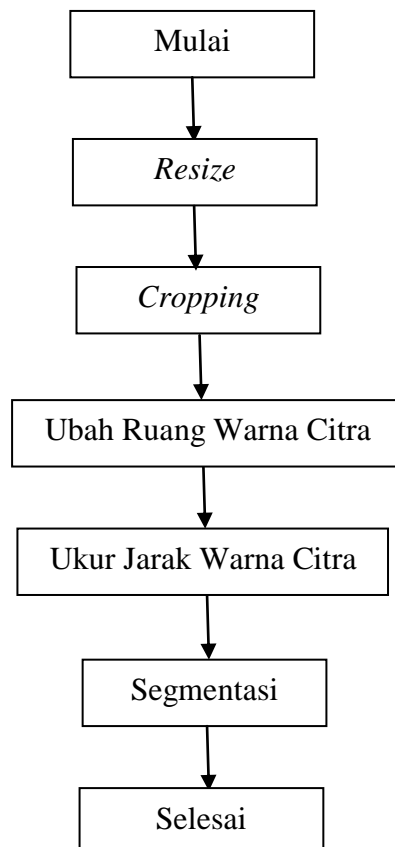 Mulai
Resize
Cropping
Ubah Ruang Warna Citra
Ukur Jarak Warna Citra
Segmentasi
Selesai